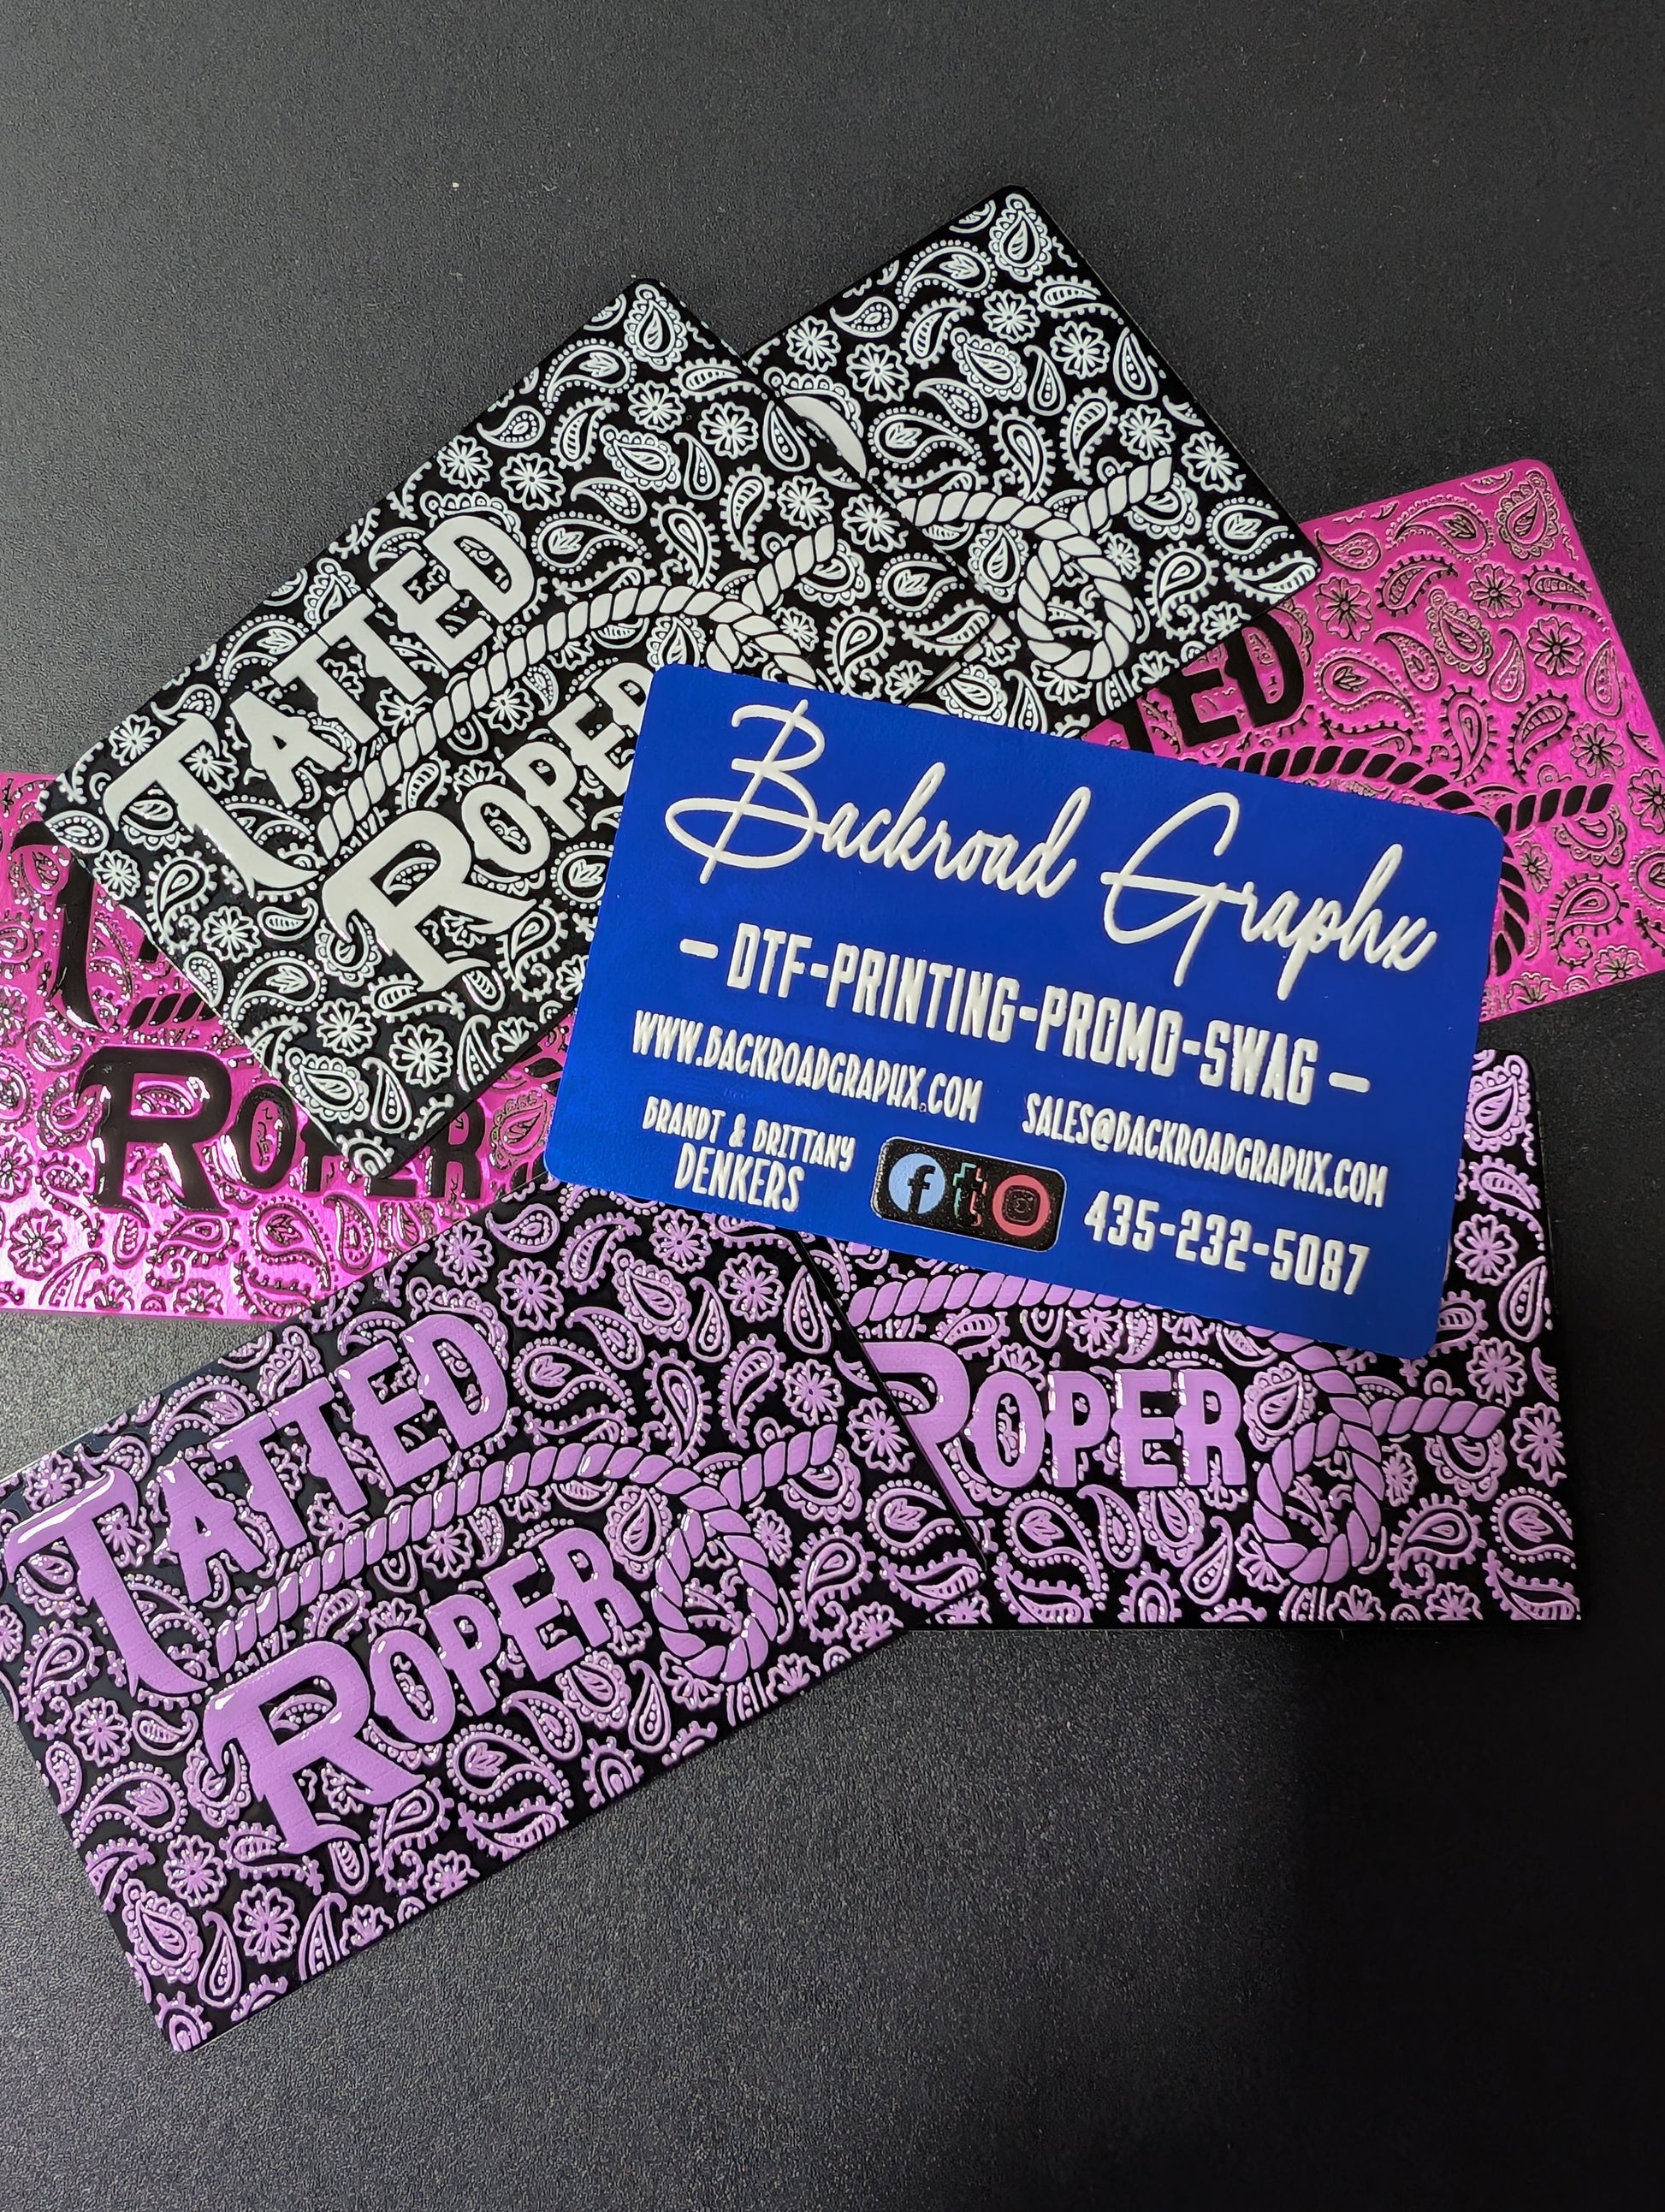 TATTED
ROPER
TED
T
ROPER
Backroad Graphx
- DTF-PRINTING-PROMO-SWAG -
WWW.BACKROADGRAPHX.COM
SALES@BACKROADGRAPHX.COM
BRANDT & BRITTANY
DENKERS
f t
435-232-5087
TATTED
ROPER
ROPER